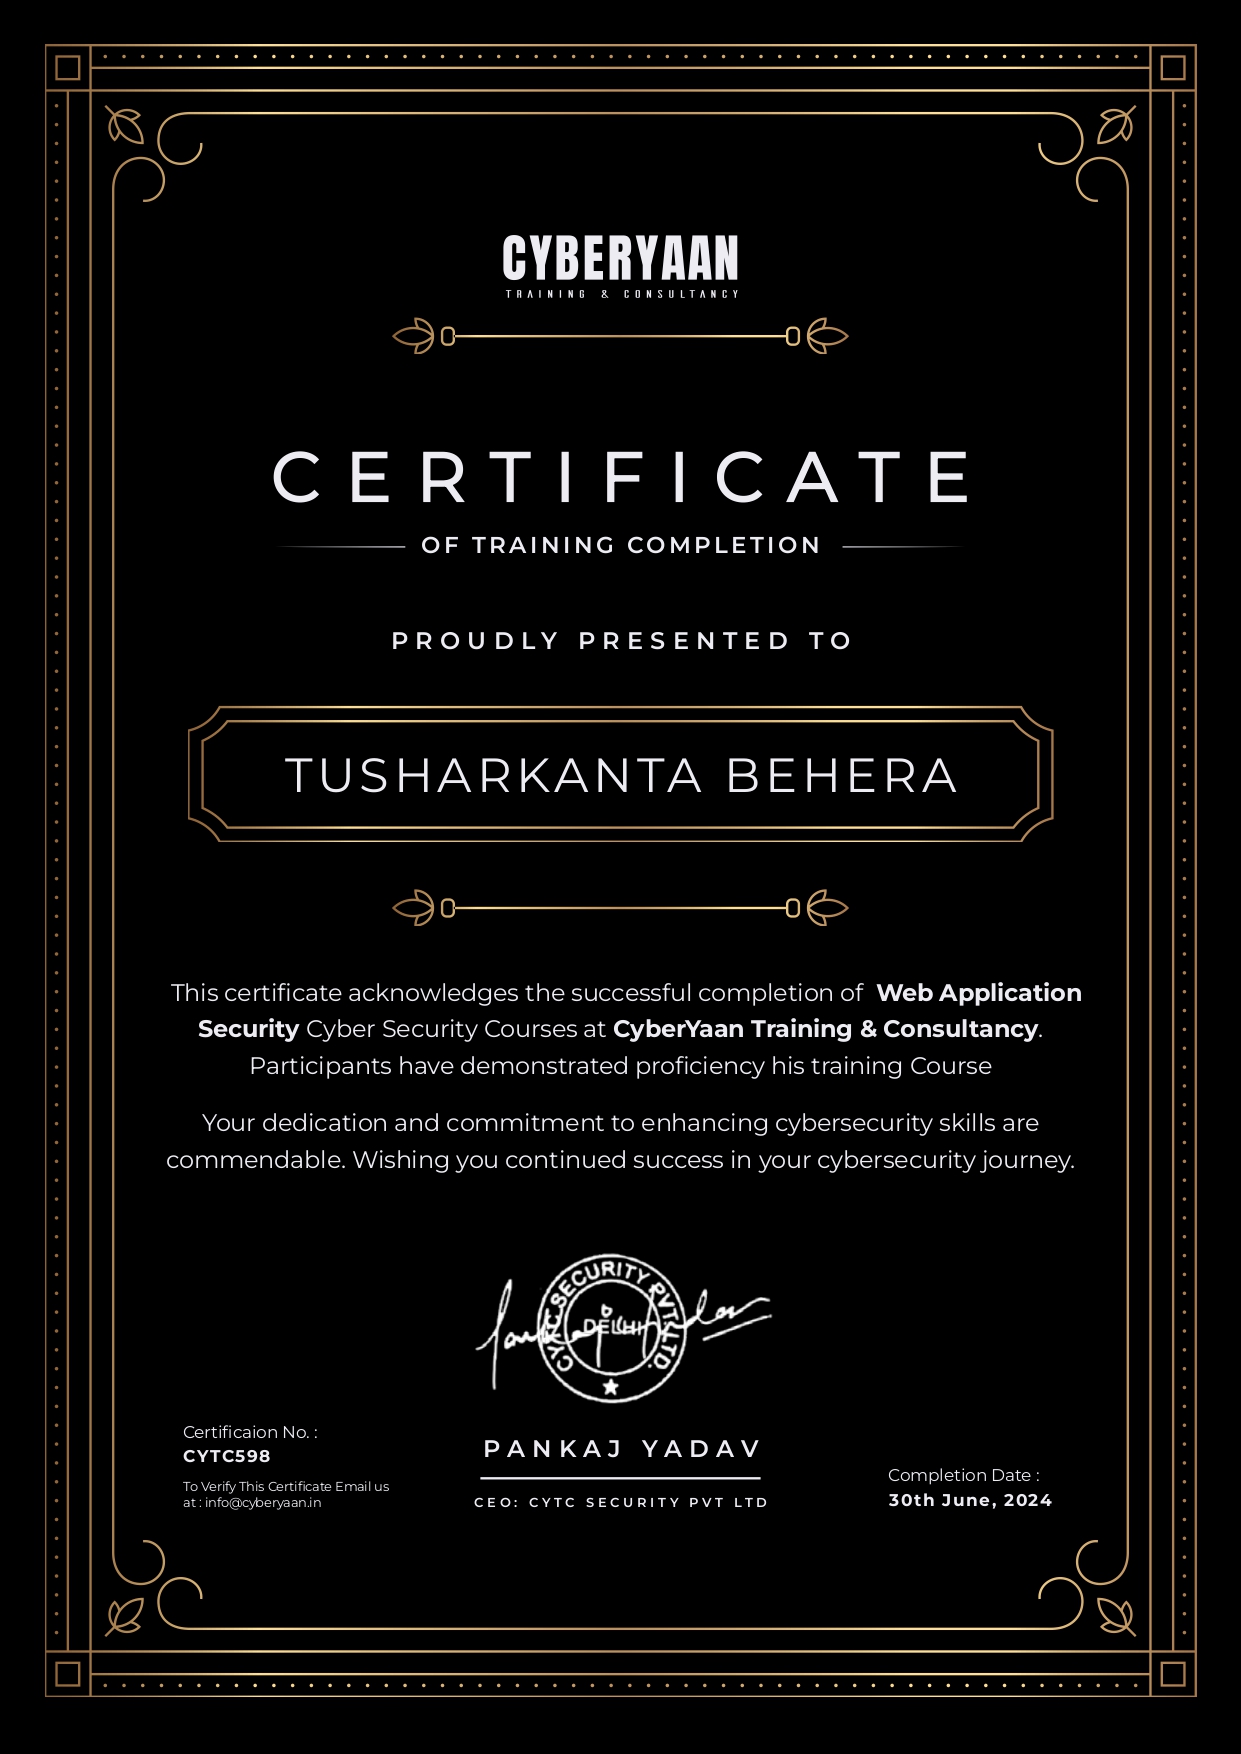 CYBERYAAN
TRAINING & CONSULTANCY
CERTIFICATE
OF TRAINING COMPLETION
PROUDLY PRESENTED TO
TUSHARKANTA BEHERA
This certificate acknowledges the successful completion of Web Application
Security Cyber Security Courses at CyberYaan Training & Consultancy.
Participants have demonstrated proficiency his training Course
Your dedication and commitment to enhancing cybersecurity skills are
commendable. Wishing you continued success in your cybersecurity journey.
CYTC SECURITY PVT. LTD.
DELHI
Pankaj Yadav
Certificaion No. :
CYTC598
To Verify This Certificate Email us
at : info@cyberyaan.in
PANKAJ YADAV
CEO: CYTC SECURITY PVT LTD
Completion Date :
30th June, 2024